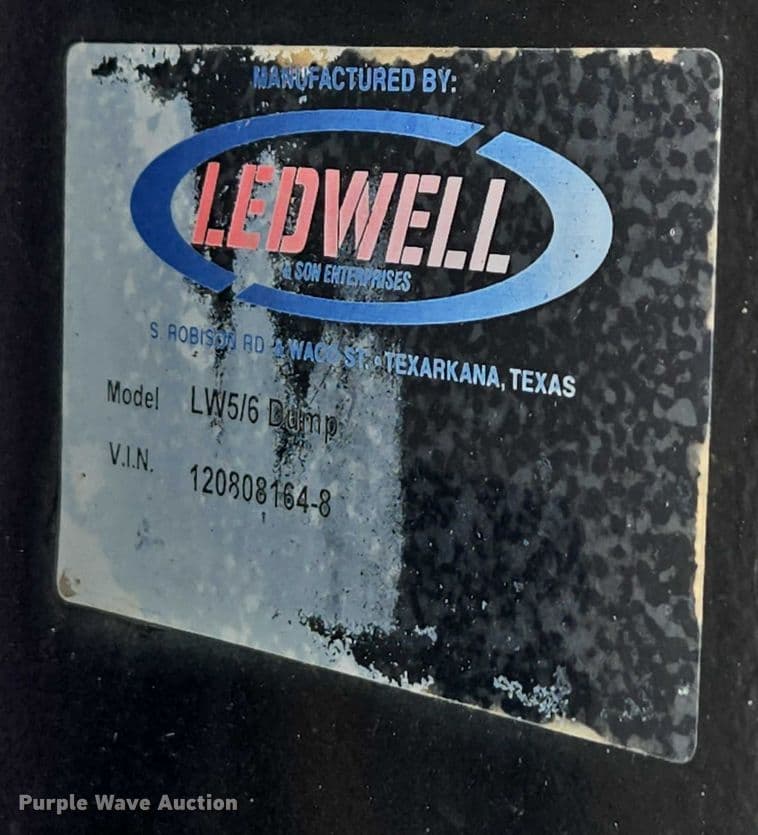 MANUFACTURED BY:
LEDWELL
& SON ENTERPRISES
S. ROBISON RD. & WACO ST. • TEXARKANA, TEXAS
Model LW5/6 Dump
V.I.N. 120808164-8
Purple Wave Auction